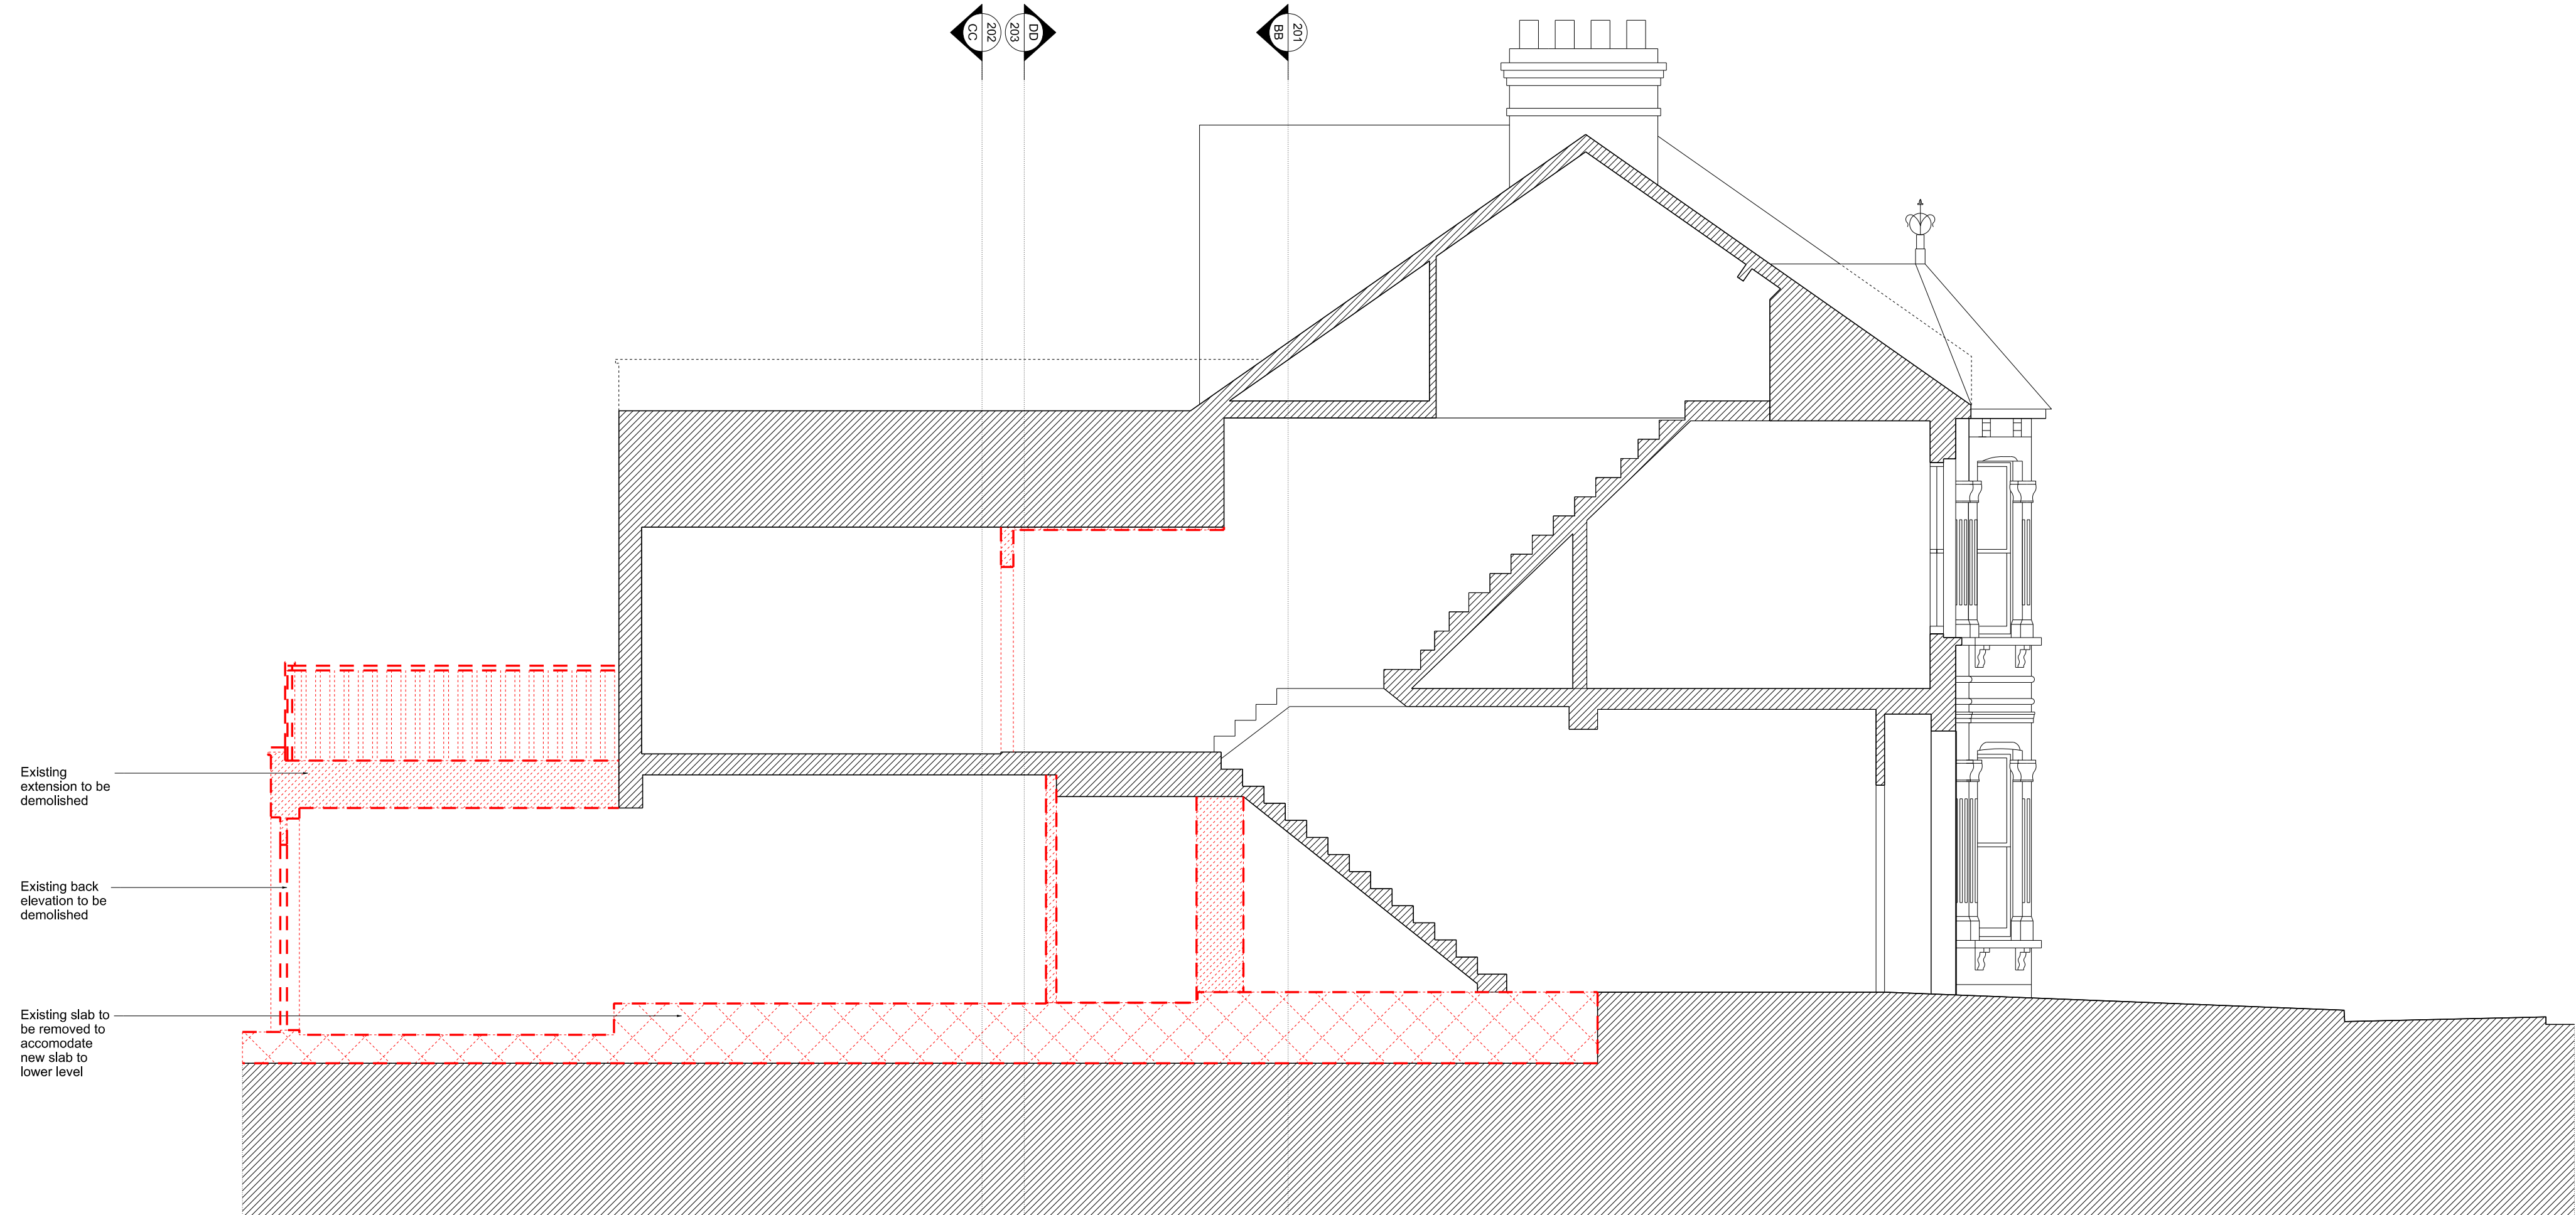 202
CC
DD
203
201
BB
Existing
extension to be
demolished
Existing back
elevation to be
demolished
Existing slab to
be removed to
accomodate
new slab to
lower level